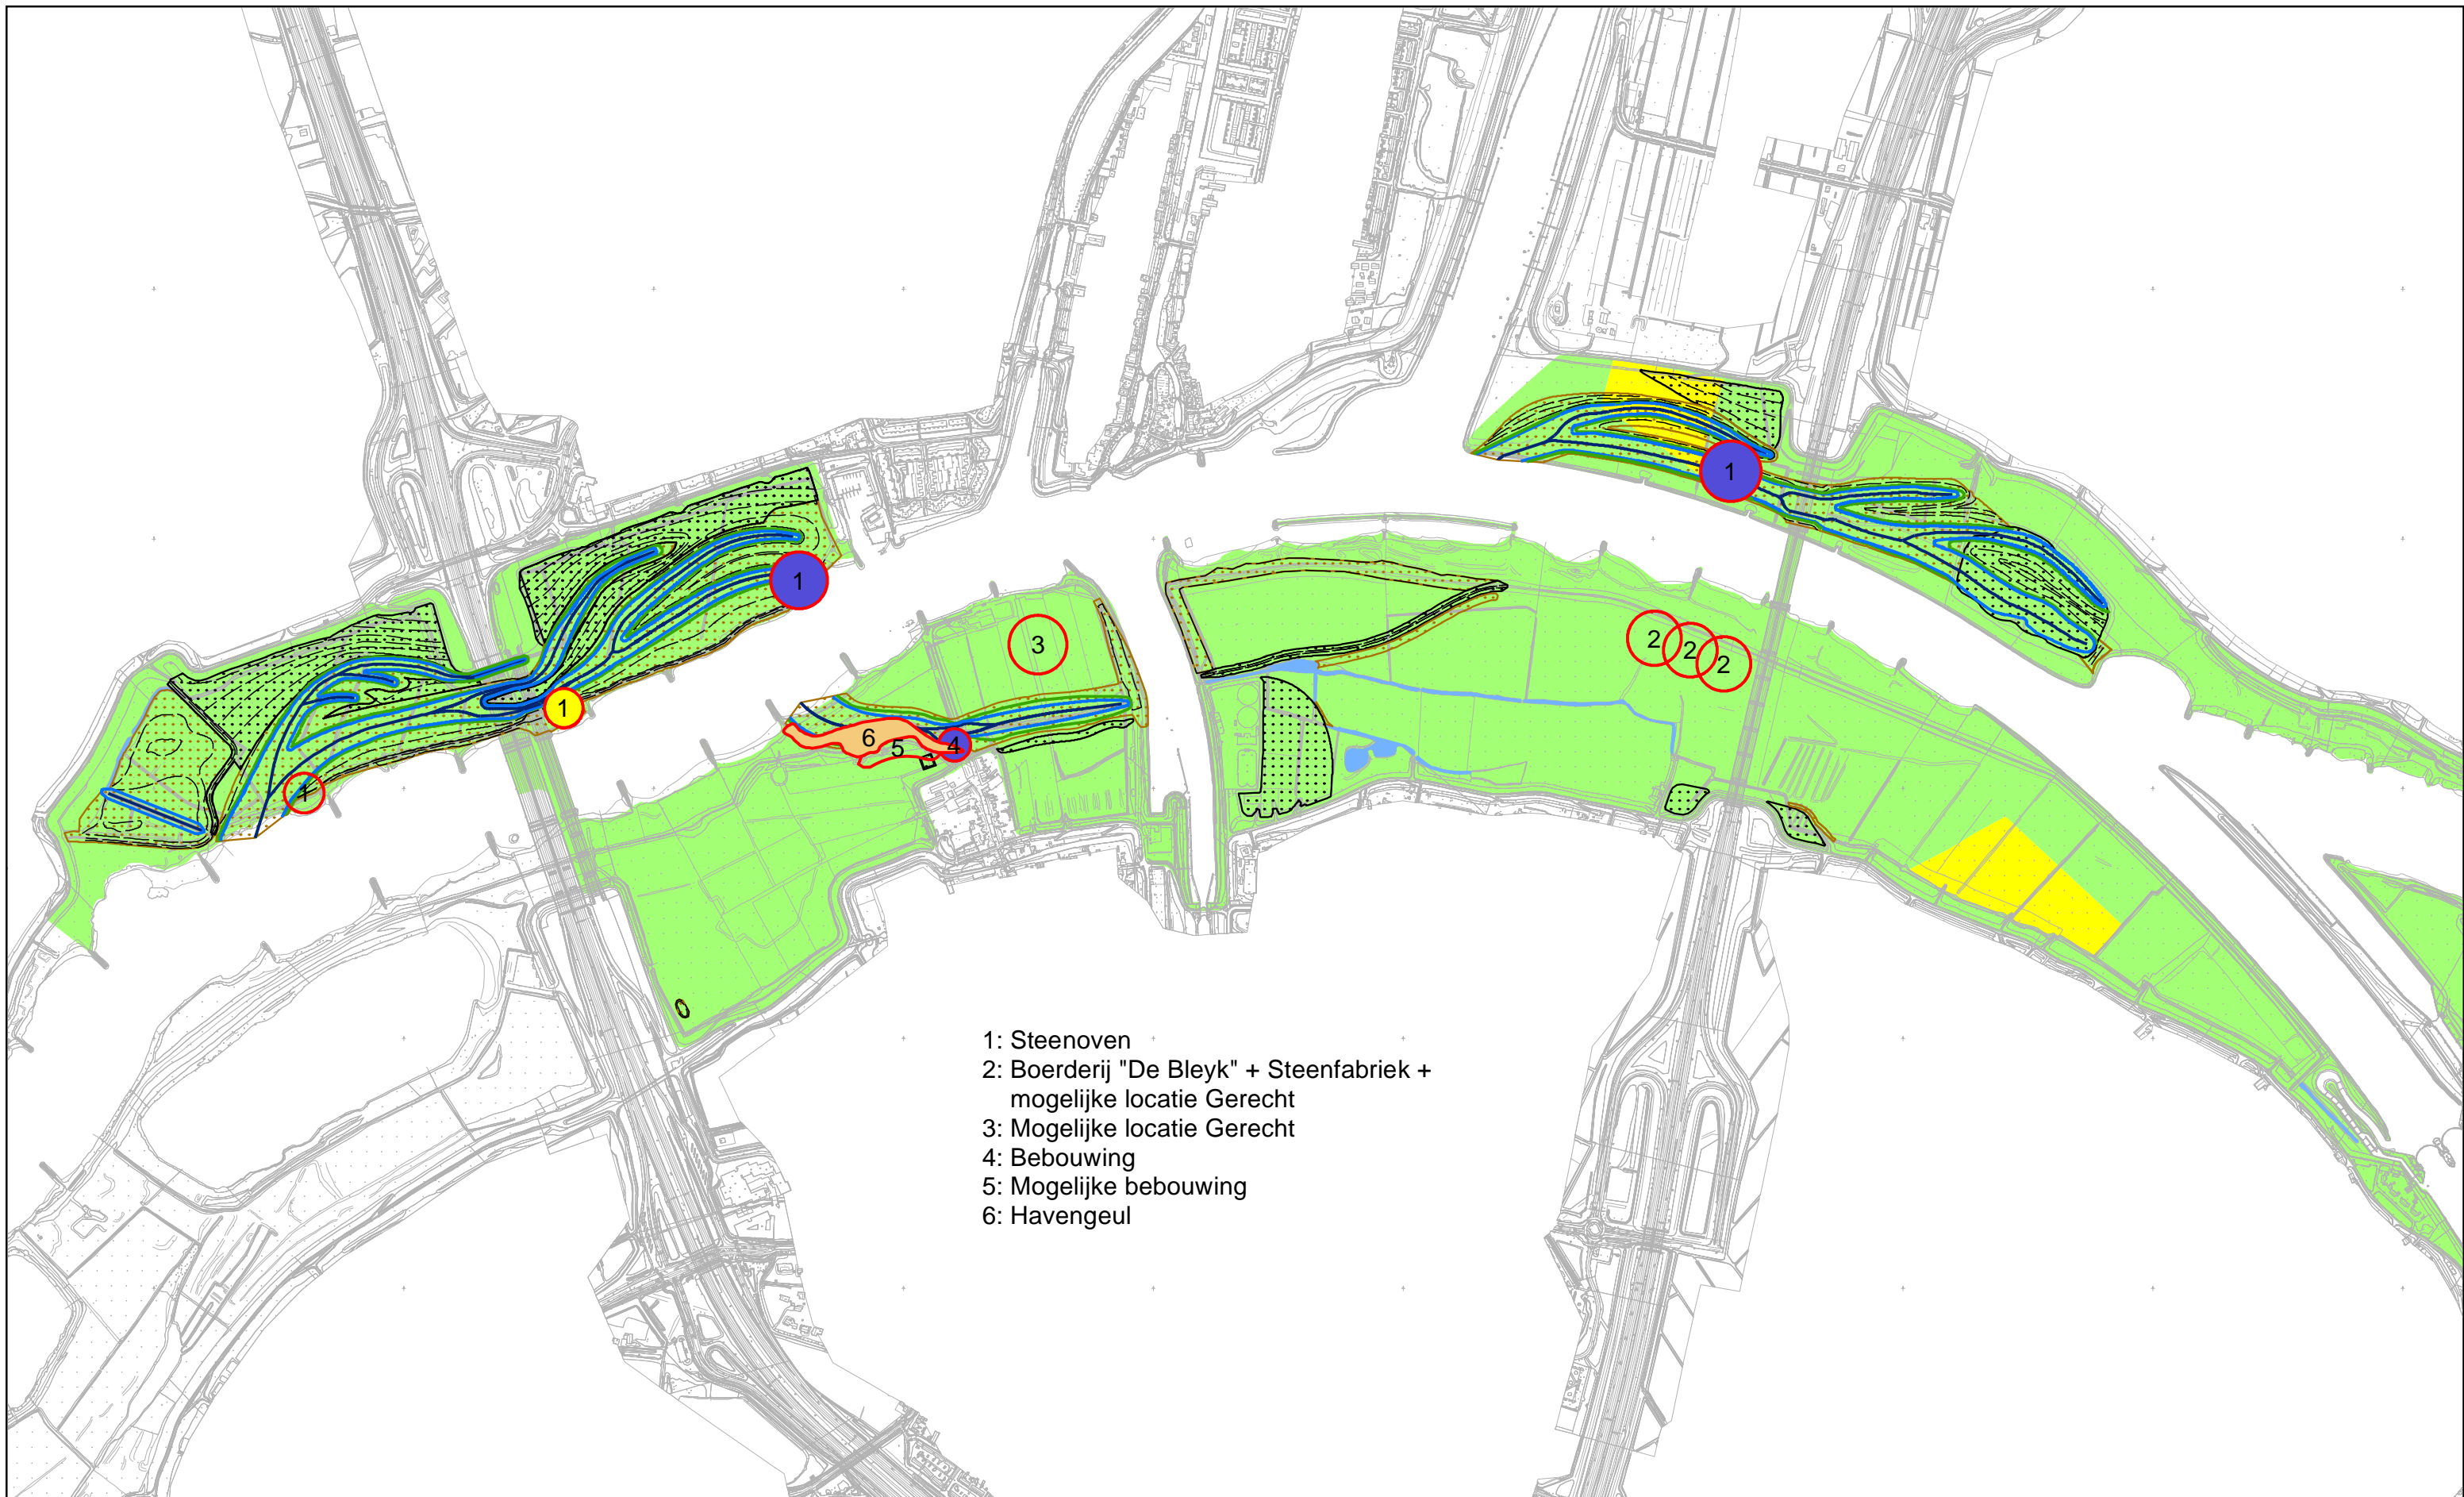 1
1
3
2
2
2
1
1
6
5
4
1
1: Steenoven
2: Boerderij "De Bleyk" + Steenfabriek +
mogelijke locatie Gerecht
3: Mogelijke locatie Gerecht
4: Bebouwing
5: Mogelijke bebouwing
6: Havengeul